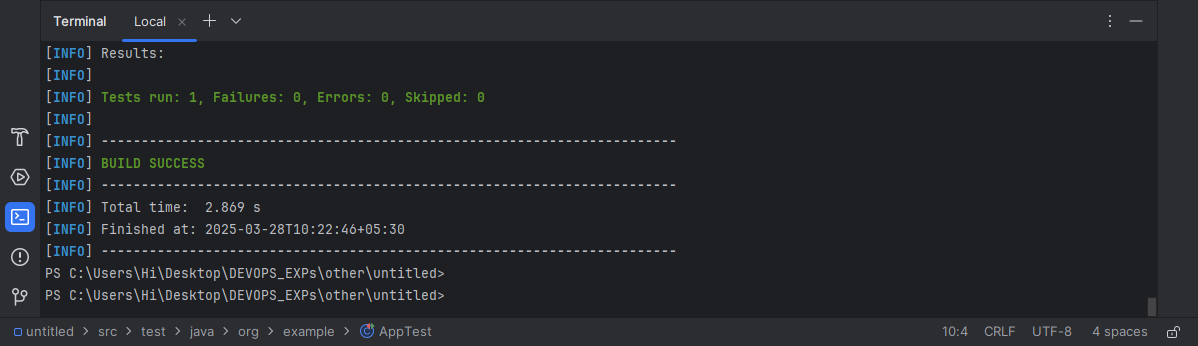 Terminal Local
[INFO] Results:
[INFO]
[INFO] Tests run: 1, Failures: 0, Errors: 0, Skipped: 0
[INFO]
[INFO] ------------------------------------------------------------------------
[INFO] BUILD SUCCESS
[INFO] ------------------------------------------------------------------------
[INFO] Total time:  2.869 s
[INFO] Finished at: 2025-03-28T10:22:46+05:30
[INFO] ------------------------------------------------------------------------
PS C:\Users\Hi\Desktop\DEVOPS_EXPs\other\untitled>
PS C:\Users\Hi\Desktop\DEVOPS_EXPs\other\untitled>
untitled > src > test > java > org > example > AppTest 10:4 CRLF UTF-8 4 spaces